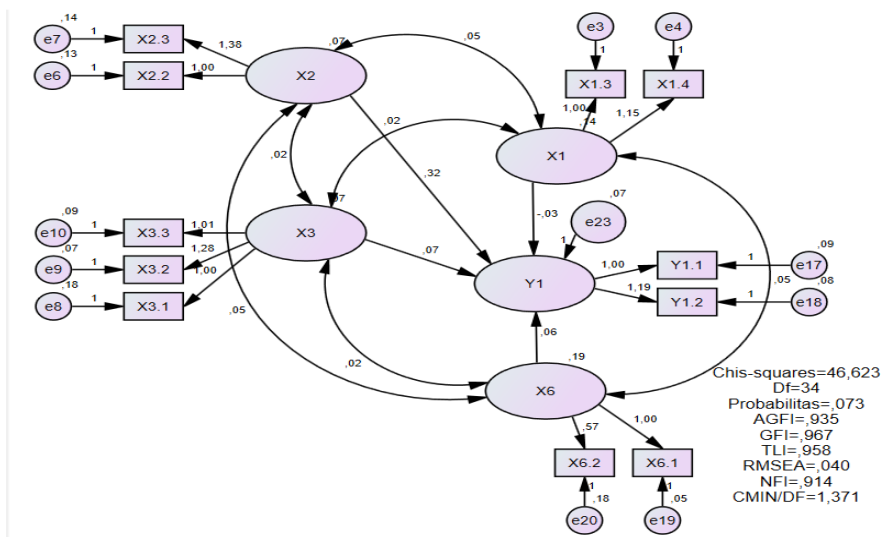 ,14
e7
1
X2.3
1,38
,13
e6
1
X2.2
1,00
,07
X2
,05
e3
1
X1.3
e4
1
X1.4
1,00
1,15
,14
X1
,02
,02
,32
-,03
,05
,07
X3
,09
e10
1
X3.3
1,01
,07
e9
1
X3.2
1,28
,18
e8
1
X3.1
1,00
,07
,07
e23
1
Y1
1,00
1,19
Y1.1
1
,09
e17
Y1.2
1
,08
e18
,05
,02
,06
,19
X6
,57
1,00
X6.2
X6.1
1
1
,18
,05
e20
e19
Chis-squares=46,623
Df=34
Probabilitas=,073
AGFI=,935
GFI=,967
TLI=,958
RMSEA=,040
NFI=,914
CMIN/DF=1,371